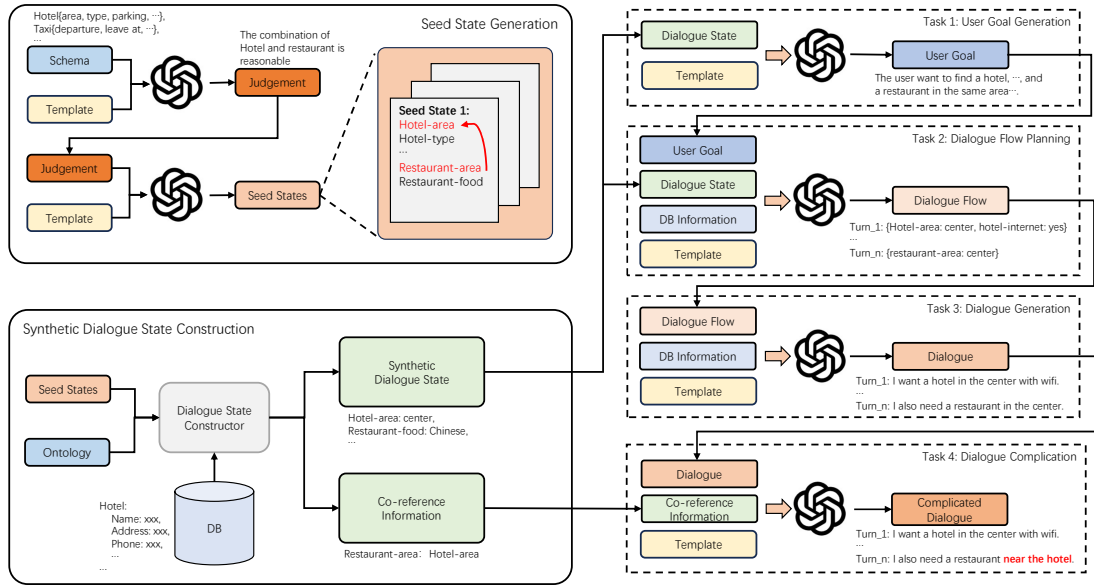 Seed State Generation
Hotel{area, type, parking, ···},
Taxi{departure, leave at, ···},
...
Schema
Template
The combination of
Hotel and restaurant is
reasonable
Judgement
Judgement
Template
Seed States
Seed State 1:
Hotel-area
Hotel-type
...
Restaurant-area
Restaurant-food
Synthetic Dialogue State Construction
Seed States
Ontology
Dialogue State
Constructor
Hotel:
Name: xxx,
Address: xxx,
Phone: xxx,
...
...
DB
Synthetic
Dialogue State
Hotel-area: center,
Restaurant-food: Chinese,
...
Co-reference
Information
Restaurant-area: Hotel-area
Task 1: User Goal Generation
Dialogue State
Template
User Goal
The user want to find a hotel, ···, and
a restaurant in the same area···.
Task 2: Dialogue Flow Planning
User Goal
Dialogue State
DB Information
Template
Dialogue Flow
Turn_1: {Hotel-area: center, hotel-internet: yes}
...
Turn_n: {restaurant-area: center}
Task 3: Dialogue Generation
Dialogue Flow
DB Information
Template
Dialogue
Turn_1: I want a hotel in the center with wifi.
...
Turn_n: I also need a restaurant in the center.
Task 4: Dialogue Complication
Dialogue
Co-reference
Information
Template
Complicated
Dialogue
Turn_1: I want a hotel in the center with wifi.
...
Turn_n: I also need a restaurant near the hotel.